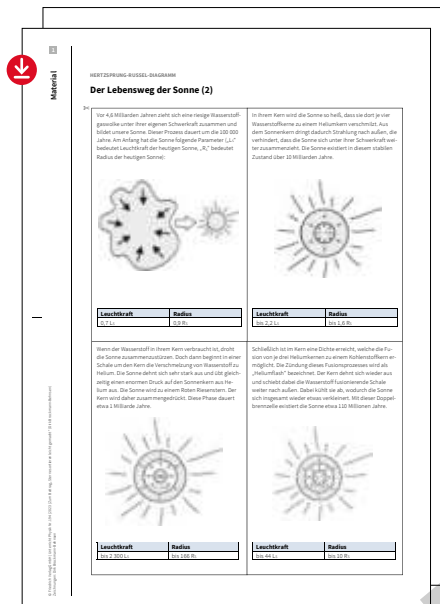 1
Material
HERTZSPRUNG-RUSSEL-DIAGRAMM
Der Lebensweg der Sonne (2)
Vor 4,6 Milliarden Jahren zieht sich eine riesige Wasserstoff-
gaswolke unter ihrer eigenen Schwerkraft zusammen und
bildet unsere Sonne. Dieser Prozess dauert um die 100 000
Jahre. Am Anfang hat die Sonne folgende Parameter („L☉“
bedeutet Leuchtkraft der heutigen Sonne, „R☉“ bedeutet
Radius der heutigen Sonne):
Leuchtkraft Radius
0,7 L☉ 0,9 R☉
In ihrem Kern wird die Sonne so heiß, dass dort je vier
Wasserstoffkerne zu einem Heliumkern verschmilzt. Aus
dem Sonnenkern dringt dadurch Strahlung nach außen, die
verhindert, dass die Sonne sich unter ihrer Schwerkraft wei-
ter zusammenzieht. Die Sonne existiert in diesem stabilen
Zustand über 10 Milliarden Jahre.
Leuchtkraft Radius
bis 2,2 L☉ bis 1,6 R☉
Wenn der Wasserstoff in ihrem Kern verbraucht ist, droht
die Sonne zusammenzustürzen. Doch dann beginnt in einer
Schale um den Kern die Verschmelzung von Wasserstoff zu
Helium. Die Sonne dehnt sich sehr stark aus und übt gleich-
zeitig einen enormen Druck auf den Sonnenkern aus He-
lium aus. Die Sonne wird zu einem Roten Riesenstern. Der
Kern wird daher zusammengedrückt. Diese Phase dauert
etwa 1 Milliarde Jahre.
Leuchtkraft Radius
bis 2 300 L☉ bis 166 R☉
Schließlich ist im Kern eine Dichte erreicht, welche die Fu-
sion von je drei Heliumkernen zu einem Kohlenstoffkern er-
möglicht. Die Zündung dieses Fusionsprozesses wird als
„Heliumflash“ bezeichnet. Der Kern dehnt sich wieder aus
und schiebt dabei die Wasserstoff fusionierende Schale
weiter nach außen. Dabei kühlt sie ab, wodurch die Sonne
sich insgesamt wieder etwas verkleinert. Mit dieser Doppel-
brennzelle existiert die Sonne etwa 110 Millionen Jahre.
Leuchtkraft Radius
bis 44 L☉ bis 10 R☉